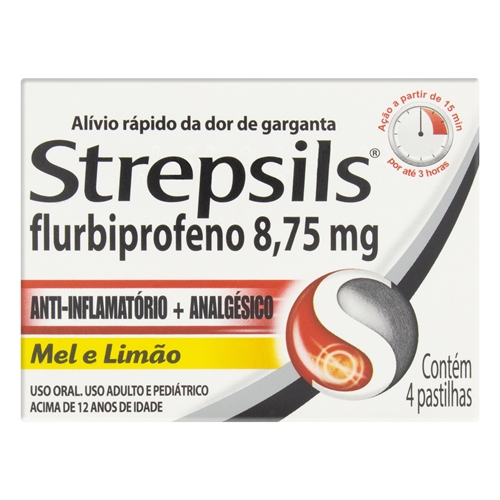 Alívio rápido da dor de garganta
Ação a partir de 15 min
por até 3 horas
Strepsils®
flurbiprofeno 8,75 mg
ANTI-INFLAMATÓRIO + ANALGÉSICO
Mel e Limão
USO ORAL. USO ADULTO E PEDIÁTRICO
ACIMA DE 12 ANOS DE IDADE
Contém
4 pastilhas